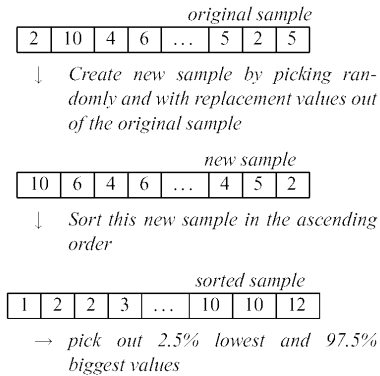 original sample
2 10 4 6 ... 5 2 5
↓ Create new sample by picking ran-
domly and with replacement values out
of the original sample
new sample
10 6 4 6 ... 4 5 2
↓ Sort this new sample in the ascending
order
sorted sample
1 2 2 3 ... 10 10 12
→ pick out 2.5% lowest and 97.5%
biggest values